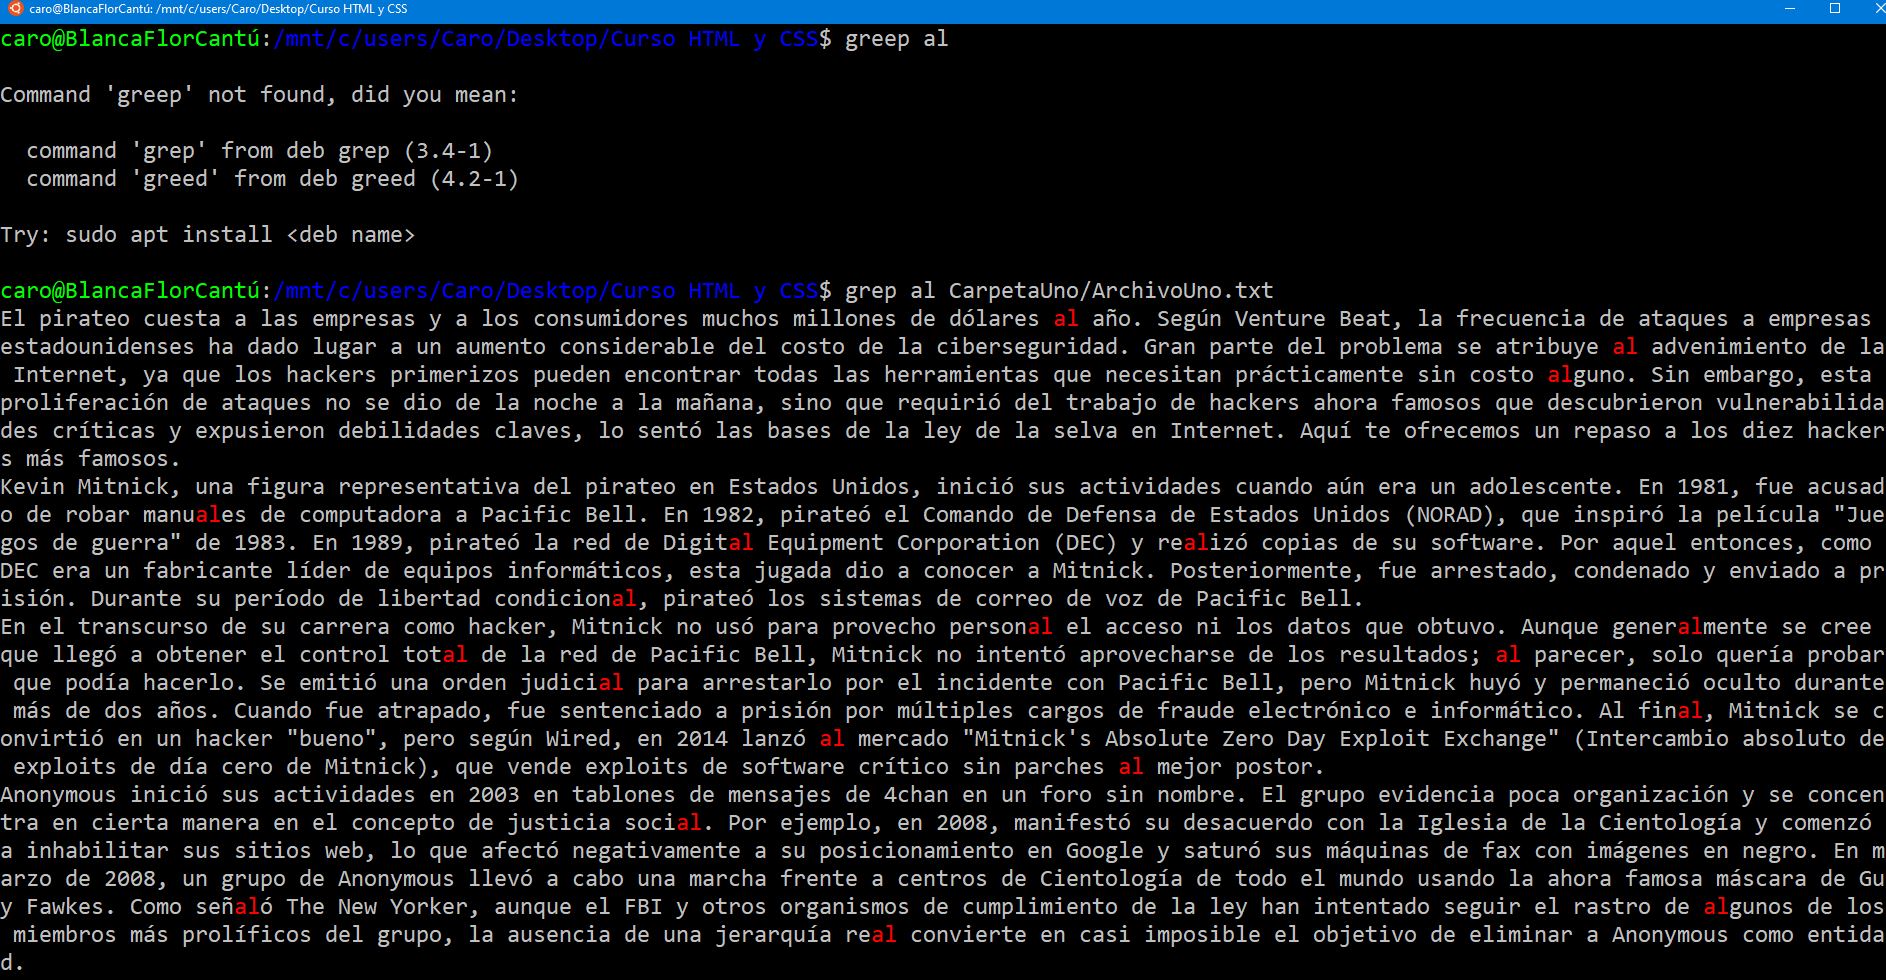 caro@BlancaFlorCantú: /mnt/c/users/Caro/Desktop/Curso HTML y CSS
caro@BlancaFlorCantú:/mnt/c/users/Caro/Desktop/Curso HTML y CSS$ greep al
Command 'greep' not found, did you mean:
command 'grep' from deb grep (3.4-1)
command 'greed' from deb greed (4.2-1)
Try: sudo apt install <deb name>
caro@BlancaFlorCantú:/mnt/c/users/Caro/Desktop/Curso HTML y CSS$ grep al CarpetaUno/ArchivoUno.txt
El pirateo cuesta a las empresas y a los consumidores muchos millones de dólares al año. Según Venture Beat, la frecuencia de ataques a empresas
estadounidenses ha dado lugar a un aumento considerable del costo de la ciberseguridad. Gran parte del problema se atribuye al advenimiento de la
Internet, ya que los hackers primerizos pueden encontrar todas las herramientas que necesitan prácticamente sin costo alguno. Sin embargo, esta
proliferación de ataques no se dio de la noche a la mañana, sino que requirió del trabajo de hackers ahora famosos que descubrieron vulnerabilida
des críticas y expusieron debilidades claves, lo sentó las bases de la ley de la selva en Internet. Aquí te ofrecemos un repaso a los diez hacker
s más famosos.
Kevin Mitnick, una figura representativa del pirateo en Estados Unidos, inició sus actividades cuando aún era un adolescente. En 1981, fue acusad
o de robar manuales de computadora a Pacific Bell. En 1982, pirateó el Comando de Defensa de Estados Unidos (NORAD), que inspiró la película "Jue
gos de guerra" de 1983. En 1989, pirateó la red de Digital Equipment Corporation (DEC) y realizó copias de su software. Por aquel entonces, como
DEC era un fabricante líder de equipos informáticos, esta jugada dio a conocer a Mitnick. Posteriormente, fue arrestado, condenado y enviado a pr
isión. Durante su período de libertad condicional, pirateó los sistemas de correo de voz de Pacific Bell.
En el transcurso de su carrera como hacker, Mitnick no usó para provecho personal el acceso ni los datos que obtuvo. Aunque generalmente se cree
que llegó a obtener el control total de la red de Pacific Bell, Mitnick no intentó aprovecharse de los resultados; al parecer, solo quería probar
que podía hacerlo. Se emitió una orden judicial para arrestarlo por el incidente con Pacific Bell, pero Mitnick huyó y permaneció oculto durante
más de dos años. Cuando fue atrapado, fue sentenciado a prisión por múltiples cargos de fraude electrónico e informático. Al final, Mitnick se c
onvirtió en un hacker "bueno", pero según Wired, en 2014 lanzó al mercado "Mitnick's Absolute Zero Day Exploit Exchange" (Intercambio absoluto de
exploits de día cero de Mitnick), que vende exploits de software crítico sin parches al mejor postor.
Anonymous inició sus actividades en 2003 en tablones de mensajes de 4chan en un foro sin nombre. El grupo evidencia poca organización y se concen
tra en cierta manera en el concepto de justicia social. Por ejemplo, en 2008, manifestó su desacuerdo con la Iglesia de la Cientología y comenzó
a inhabilitar sus sitios web, lo que afectó negativamente a su posicionamiento en Google y saturó sus máquinas de fax con imágenes en negro. En m
arzo de 2008, un grupo de Anonymous llevó a cabo una marcha frente a centros de Cientología de todo el mundo usando la ahora famosa máscara de Gu
y Fawkes. Como señaló The New Yorker, aunque el FBI y otros organismos de cumplimiento de la ley han intentado seguir el rastro de algunos de los
miembros más prolíficos del grupo, la ausencia de una jerarquía real convierte en casi imposible el objetivo de eliminar a Anonymous como entida
d.